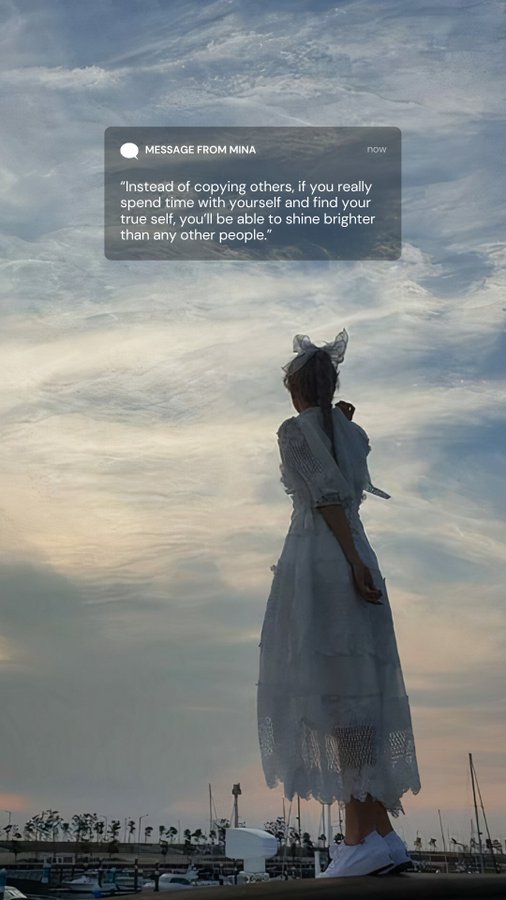 MESSAGE FROM MINA
now
“Instead of copying others, if you really
spend time with yourself and find your
true self, you’ll be able to shine brighter
than any other people.”